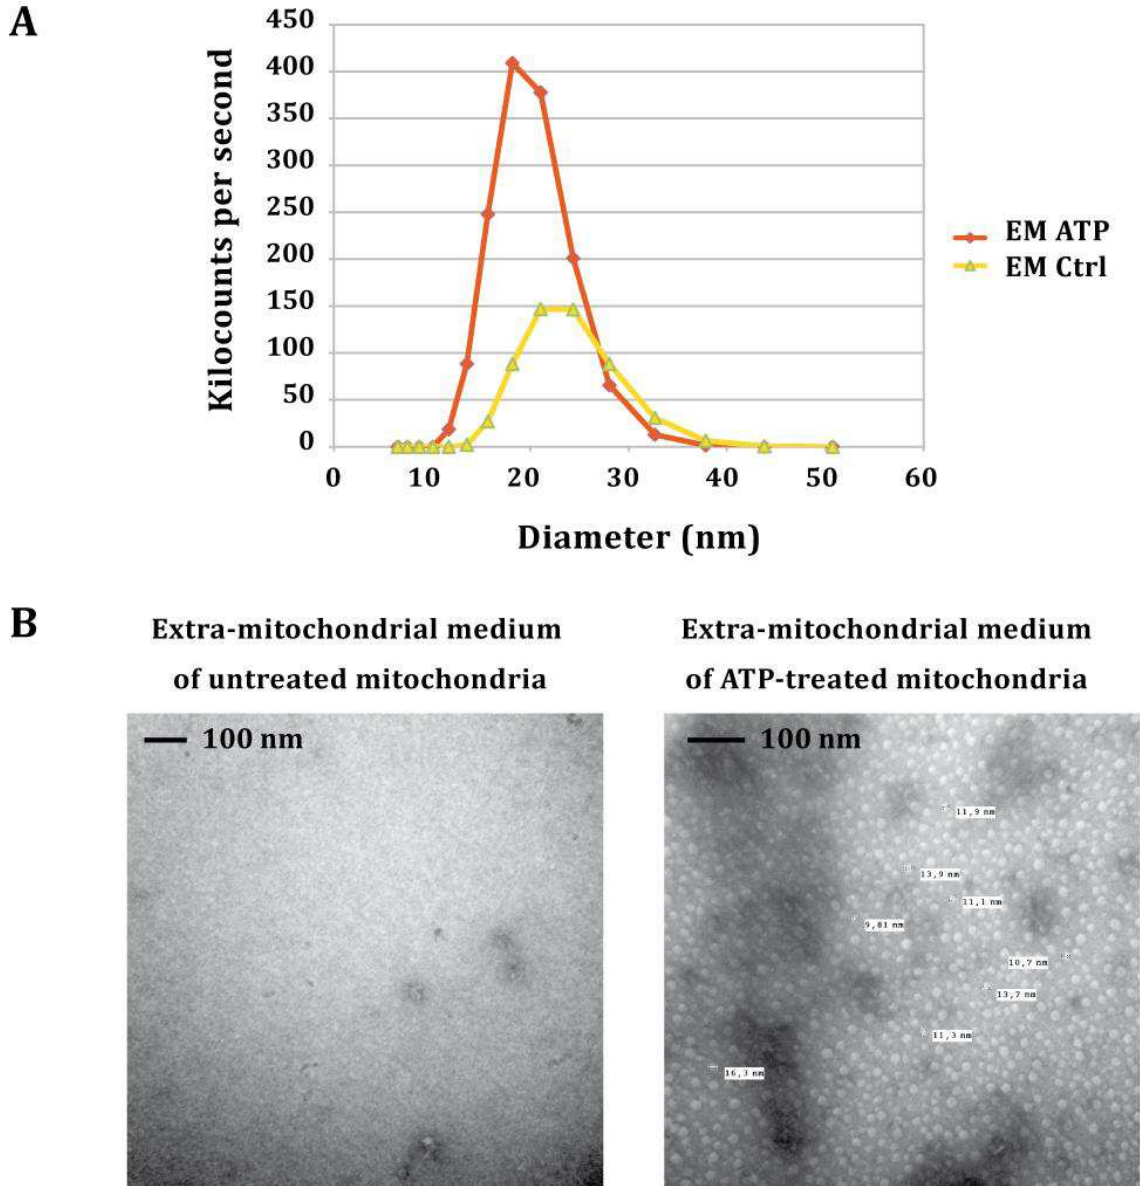 A
450
400
350
300
250
200
150
100
50
0
Kilocounts per second
0 10 20 30 40 50 60
Diameter (nm)
EM ATP
EM Ctrl
B
Extra-mitochondrial medium
of untreated mitochondria
Extra-mitochondrial medium
of ATP-treated mitochondria
100 nm
100 nm
11,9 nm
13,9 nm
11,1 nm
9,81 nm
10,7 nm
13,7 nm
11,3 nm
16,3 nm